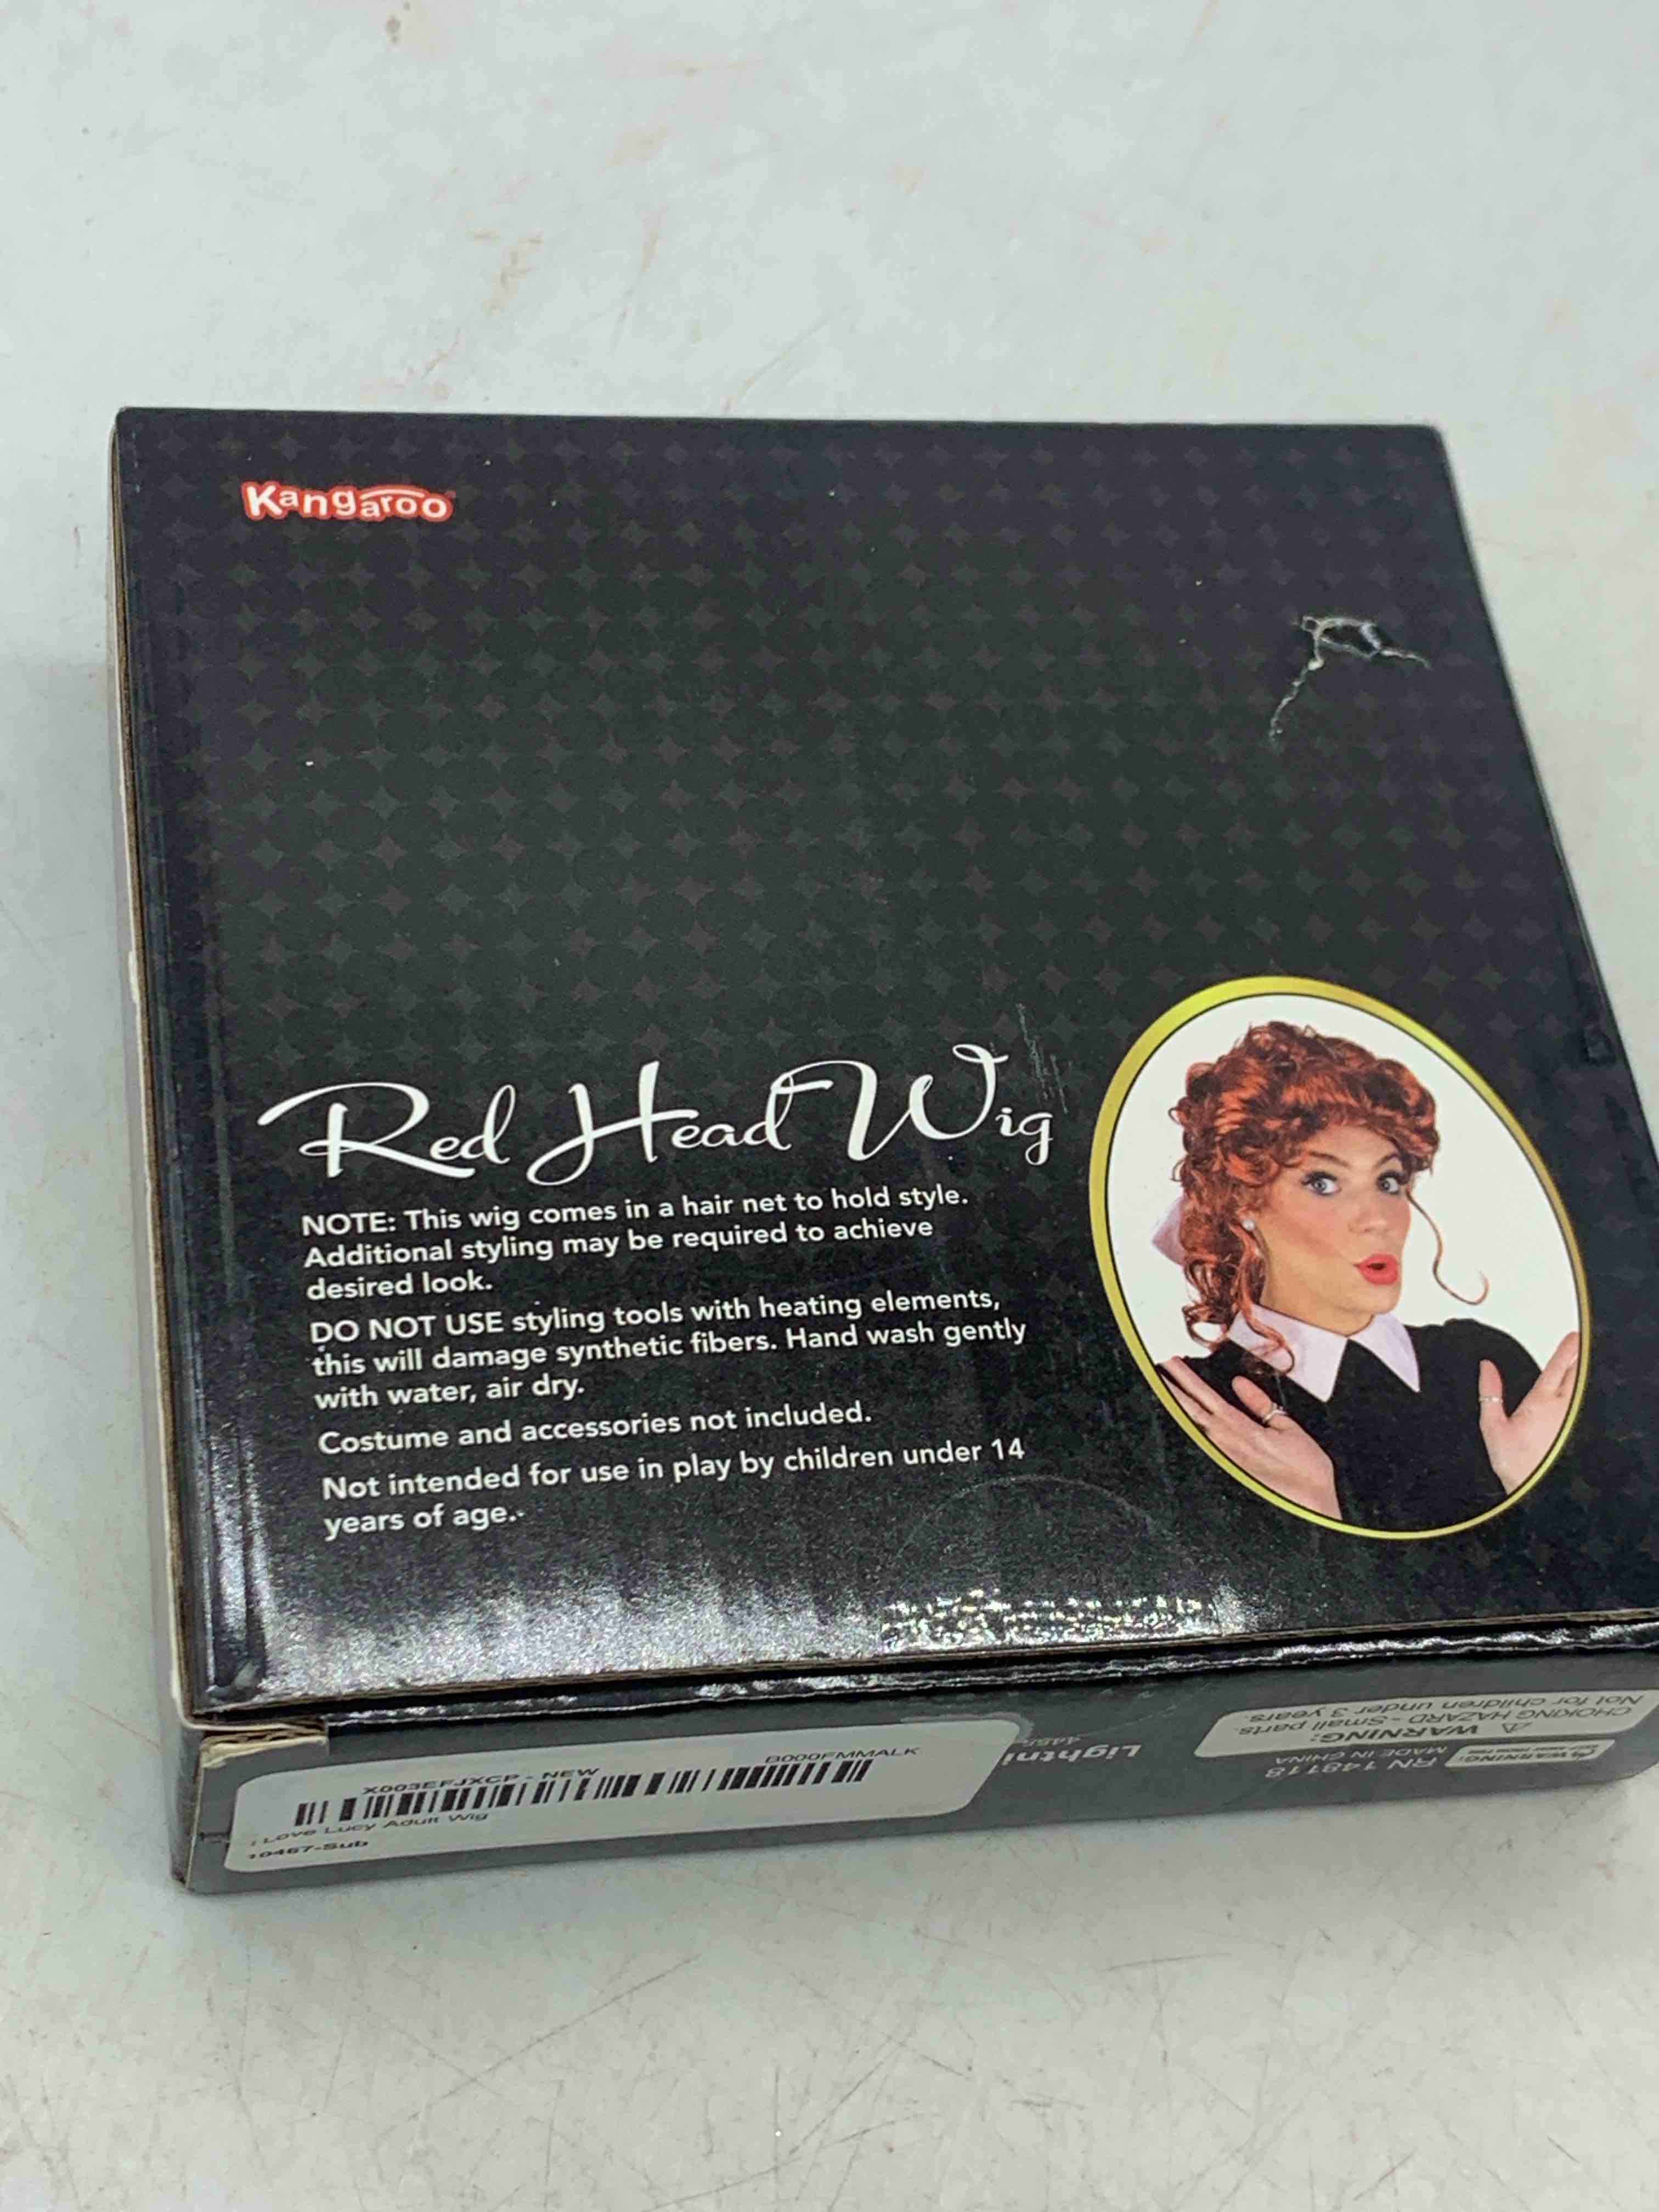 Kangaroo
Red Head Wig
NOTE: This wig comes in a hair net to hold style.
Additional styling may be required to achieve
desired look.
DO NOT USE styling tools with heating elements,
this will damage synthetic fibers. Hand wash gently
with water, air dry.
Costume and accessories not included.
Not intended for use in play by children under 14
years of age.
X003EFJXCP - NEW
B000FMMALK
I Love Lucy Adult Wig
10467-Sub
Lightni
RN 148118
MADE IN CHINA
WARNING:
WARNING:
CHOKING HAZARD - Small parts.
Not for children under 3 years.